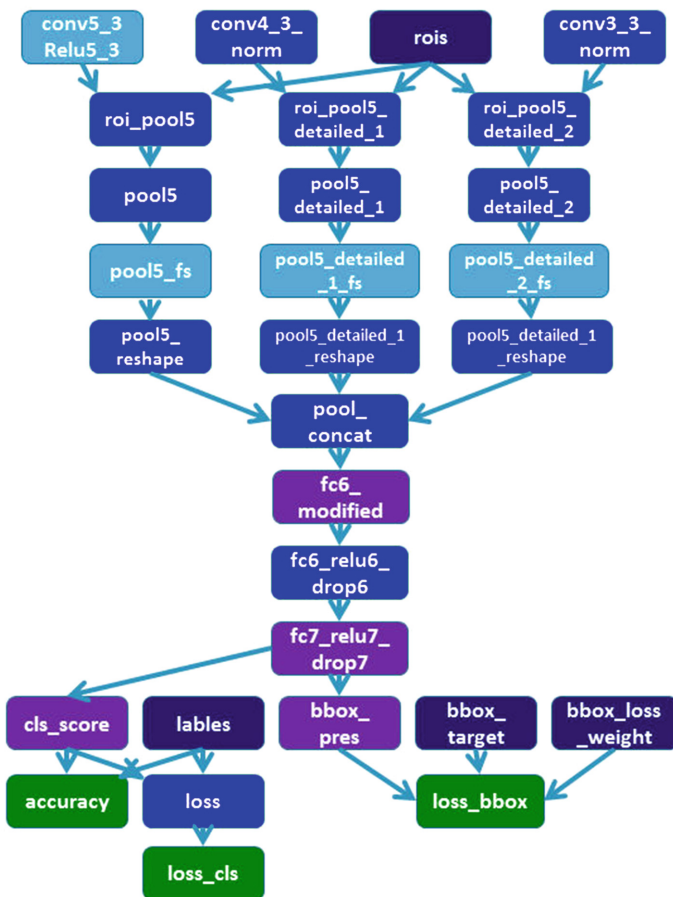 conv5_3
Relu5_3
conv4_3_
norm
rois
conv3_3_
norm
roi_pool5
roi_pool5_
detailed_1
roi_pool5_
detailed_2
pool5
pool5_
detailed_1
pool5_
detailed_2
pool5_fs
pool5_detailed
_1_fs
pool5_detailed
_2_fs
pool5_
reshape
pool5_detailed_1
_reshape
pool5_detailed_1
_reshape
pool_
concat
fc6_
modified
fc6_relu6_
drop6
fc7_relu7_
drop7
cls_score
lables
bbox_
pres
bbox_
target
bbox_loss
_weight
accuracy
loss
loss_bbox
loss_cls